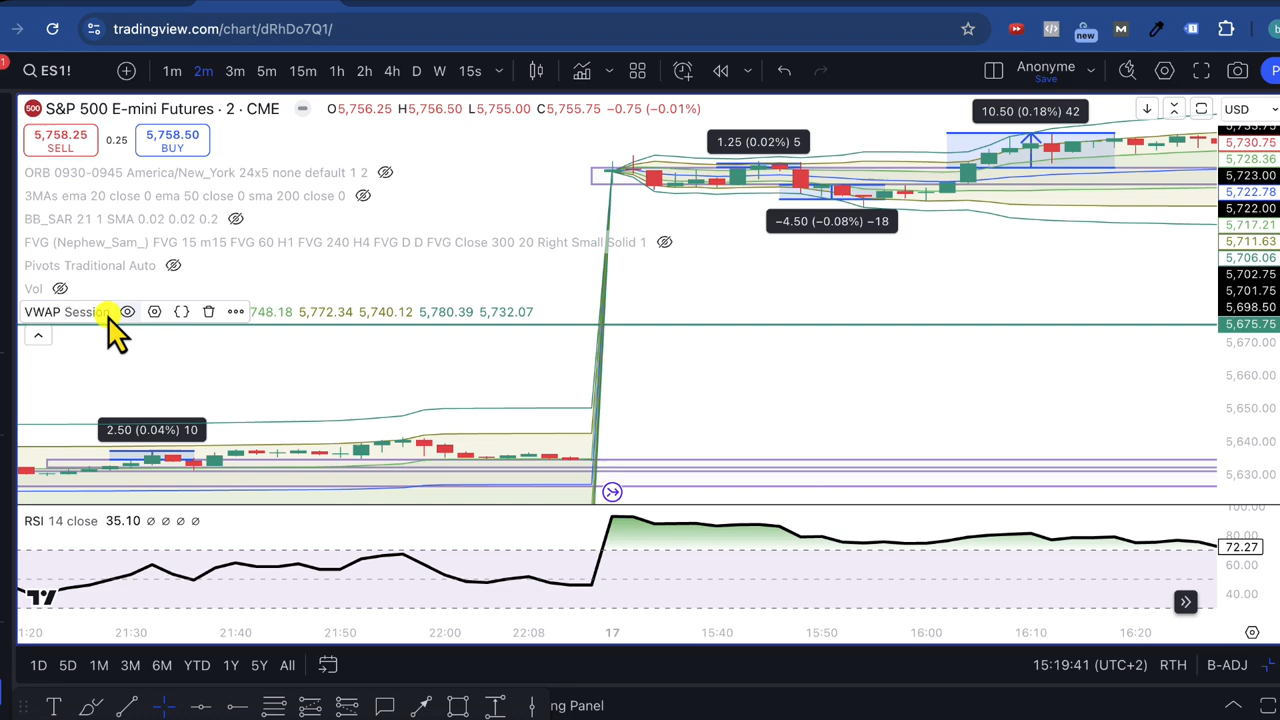 tradingview.com/chart/dRhDo7Q1/
new
M
1
ES1!
1m 2m 3m 5m 15m 1h 2h 4h D W 15s
Anonyme
Save
P
500 S&P 500 E-mini Futures · 2 · CME
O5,756.25 H5,756.50 L5,755.00 C5,755.75 −0.75 (−0.01%)
10.50 (0.18%) 42
USD
5,758.25
SELL
0.25
5,758.50
BUY
1.25 (0.02%) 5
−4.50 (−0.08%) −18
3MAs ema 20 close 0 ema
sma 200 close 0
BB_SAR 21 1 SMA 0.02 0.02 0.2
FVG (Nephew_Sam_) FVG 15 m15 FVG 60 H1 FVG 240 H4 FVG D D FVG Close 300 20 Right Small Solid 1
Pivots Traditional Auto
Vol
VWAP Session
748.18 5,772.34 5,740.12 5,780.39 5,732.07
2.50 (0.04%) 10
5,730.75
5,728.36
5,723.00
5,722.78
5,722.00
5,717.21
5,711.63
5,706.06
5,702.75
5,701.75
5,698.50
5,675.75
5,670.00
5,660.00
5,650.00
5,640.00
5,630.00
RSI 14 close 35.10 ∅ ∅ ∅ ∅
100.00
80.00
72.27
60.00
40.00
1:20 21:30 21:40 21:50 22:00 22:08 17 15:40 15:50 16:00 16:10 16:20
1D 5D 1M 3M 6M YTD 1Y 5Y All
15:19:41 (UTC+2) RTH B-ADJ
ng Panel